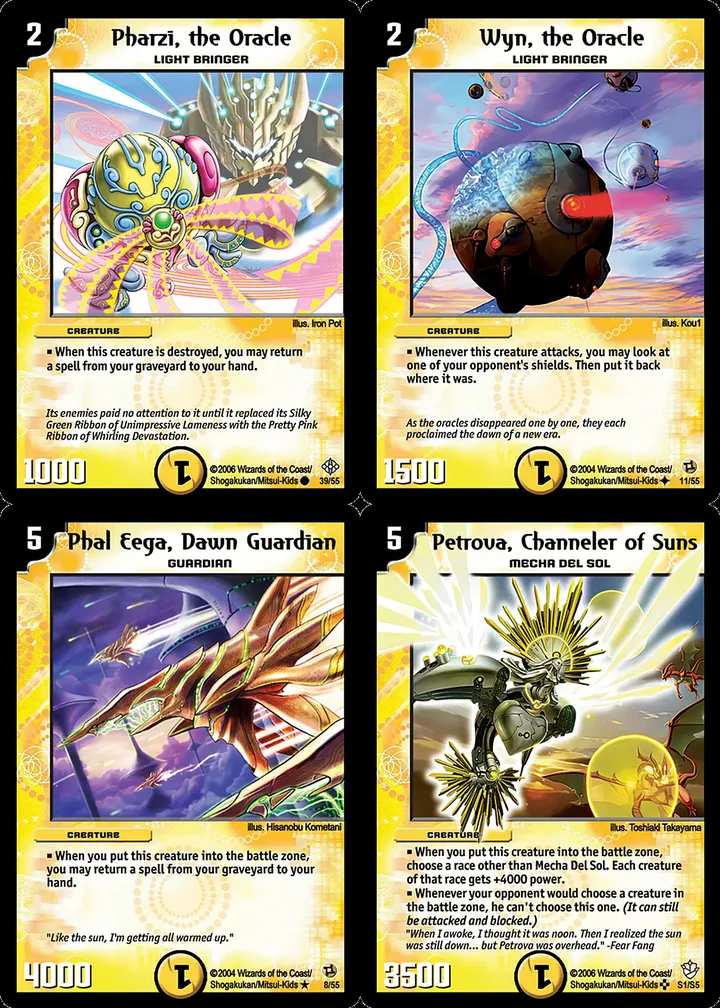 2
Pharzi, the Oracle
LIGHT BRINGER
illus. Iron Pot
CREATURE
▪ When this creature is destroyed, you may return
a spell from your graveyard to your hand.
Its enemies paid no attention to it until it replaced its Silky
Green Ribbon of Unimpressive Lameness with the Pretty Pink
Ribbon of Whirling Devastation.
1000
1
©2006 Wizards of the Coast/
Shogakukan/Mitsui-Kids ● 39/55
2
Wyn, the Oracle
LIGHT BRINGER
illus. Kou1
CREATURE
▪ Whenever this creature attacks, you may look at
one of your opponent's shields. Then put it back
where it was.
As the oracles disappeared one by one, they each
proclaimed the dawn of a new era.
1500
1
©2004 Wizards of the Coast/
Shogakukan/Mitsui-Kids ✦ 11/55
5
Phal Eega, Dawn Guardian
GUARDIAN
illus. Hisanobu Kometani
CREATURE
▪ When you put this creature into the battle zone,
you may return a spell from your graveyard to your
hand.
"Like the sun, I'm getting all warmed up."
4000
1
©2004 Wizards of the Coast/
Shogakukan/Mitsui-Kids ★ 8/55
5
Petrova, Channeler of Suns
MECHA DEL SOL
illus. Toshiaki Takayama
CREATURE
▪ When you put this creature into the battle zone,
choose a race other than Mecha Del Sol. Each creature
of that race gets +4000 power.
▪ Whenever your opponent would choose a creature in
the battle zone, he can't choose this one. (It can still
be attacked and blocked.)
"When I awoke, I thought it was noon. Then I realized the sun
was still down... but Petrova was overhead." -Fear Fang
3500
1
©2006 Wizards of the Coast/
Shogakukan/Mitsui-Kids S1/S5